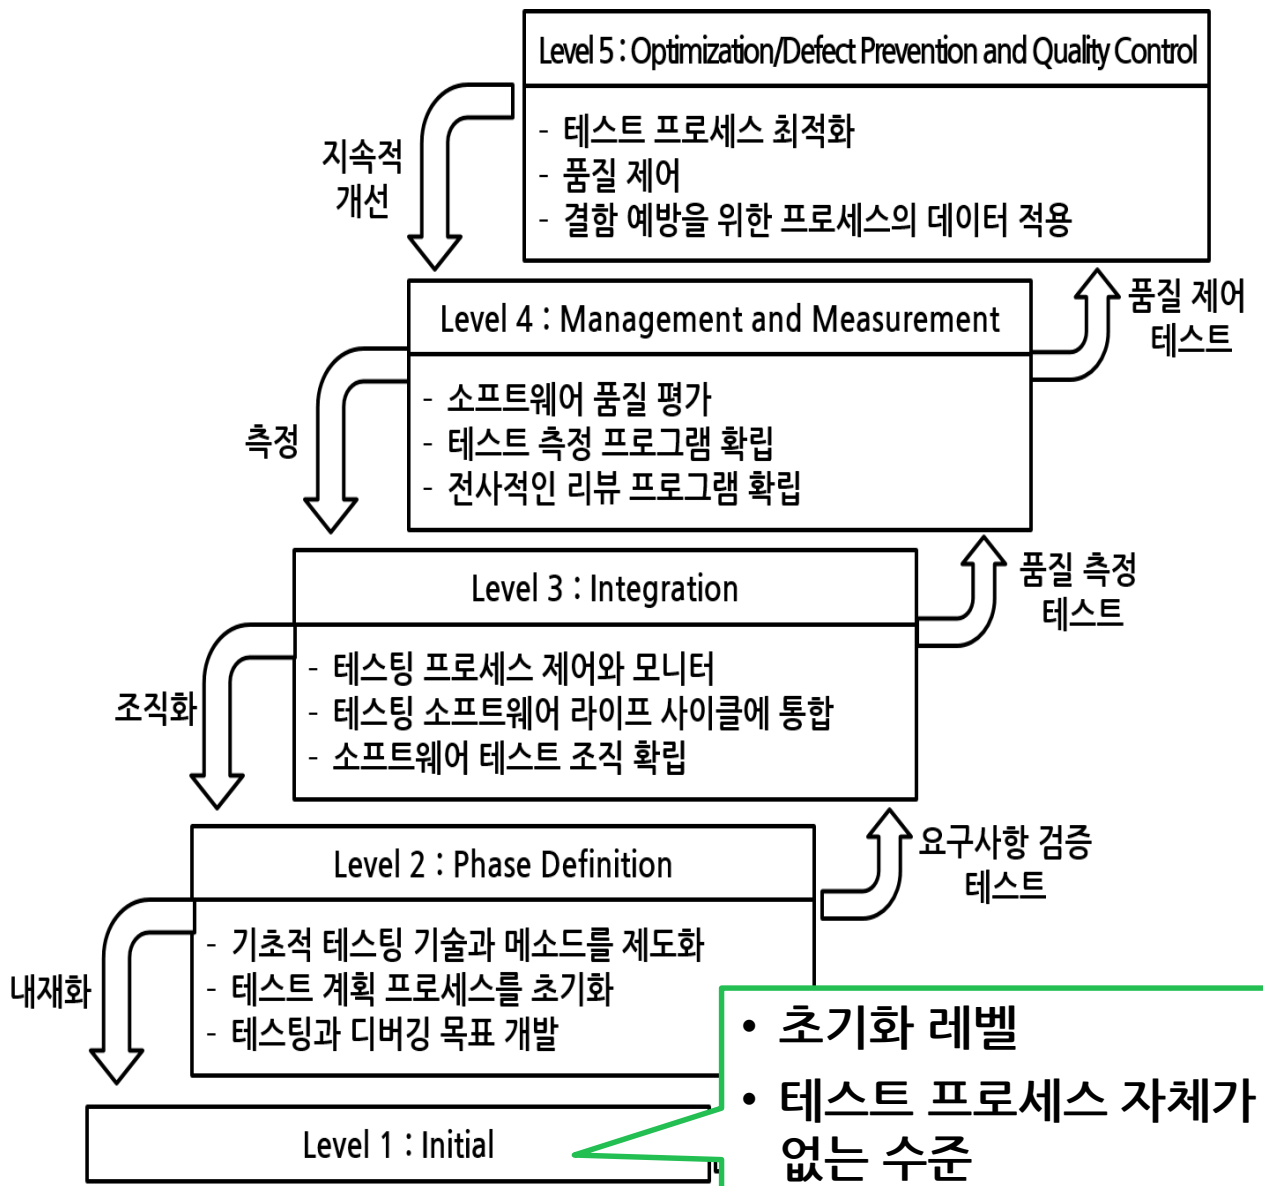 Level 5 : Optimization/Defect Prevention and Quality Control
- 테스트 프로세스 최적화
- 품질 제어
- 결함 예방을 위한 프로세스의 데이터 적용
지속적
개선
품질 제어
테스트
Level 4 : Management and Measurement
- 소프트웨어 품질 평가
- 테스트 측정 프로그램 확립
- 전사적인 리뷰 프로그램 확립
측정
품질 측정
테스트
Level 3 : Integration
- 테스팅 프로세스 제어와 모니터
- 테스팅 소프트웨어 라이프 사이클에 통합
- 소프트웨어 테스트 조직 확립
조직화
요구사항 검증
테스트
Level 2 : Phase Definition
- 기초적 테스팅 기술과 메소드를 제도화
- 테스트 계획 프로세스를 초기화
- 테스팅과 디버깅 목표 개발
내재화
Level 1 : Initial
• 초기화 레벨
• 테스트 프로세스 자체가
없는 수준